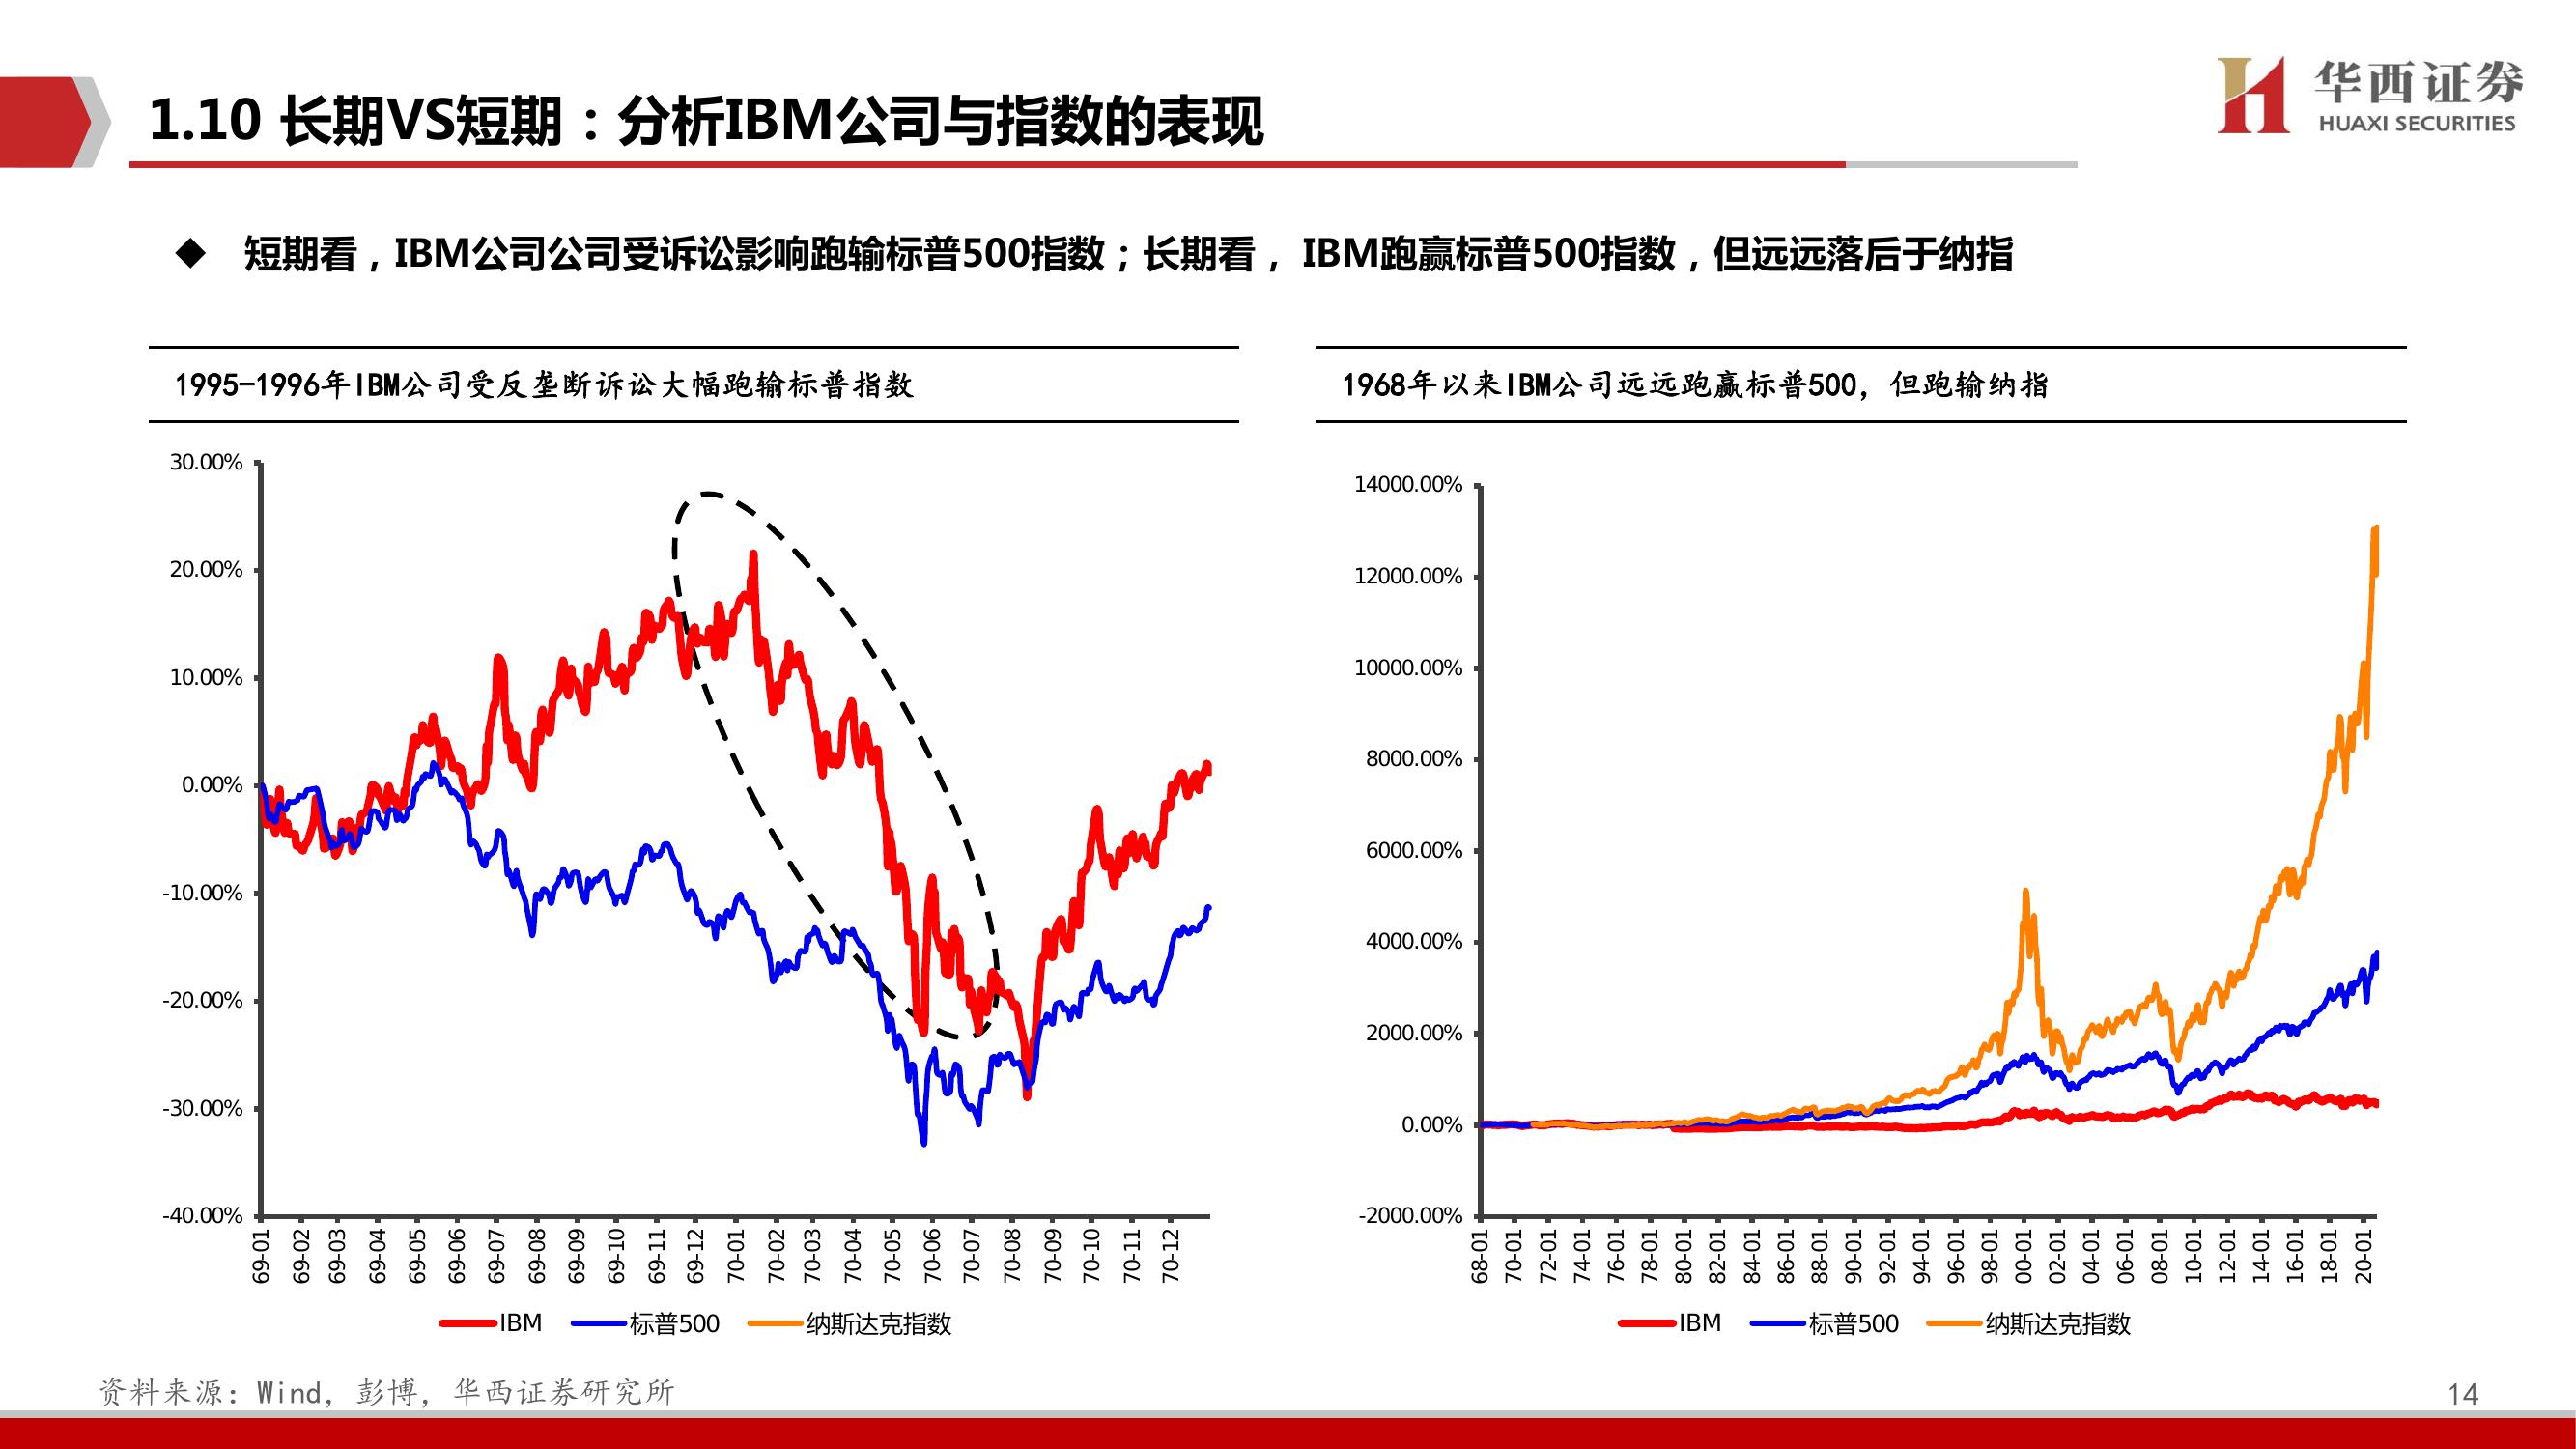 1.10 长期VS短期：分析IBM公司与指数的表现
华西证券
HUAXI SECURITIES
◆ 短期看，IBM公司公司受诉讼影响跑输标普500指数；长期看， IBM跑赢标普500指数，但远远落后于纳指
1995-1996年IBM公司受反垄断诉讼大幅跑输标普指数
30.00%
20.00%
10.00%
0.00%
-10.00%
-20.00%
-30.00%
-40.00%
69-01 69-02 69-03 69-04 69-05 69-06 69-07 69-08 69-09 69-10 69-11 69-12 70-01 70-02 70-03 70-04 70-05 70-06 70-07 70-08 70-09 70-10 70-11 70-12
IBM 标普500 纳斯达克指数
1968年以来IBM公司远远跑赢标普500，但跑输纳指
14000.00%
12000.00%
10000.00%
8000.00%
6000.00%
4000.00%
2000.00%
0.00%
-2000.00%
68-01 70-01 72-01 74-01 76-01 78-01 80-01 82-01 84-01 86-01 88-01 90-01 92-01 94-01 96-01 98-01 00-01 02-01 04-01 06-01 08-01 10-01 12-01 14-01 16-01 18-01 20-01
IBM 标普500 纳斯达克指数
资料来源：Wind，彭博，华西证券研究所
14